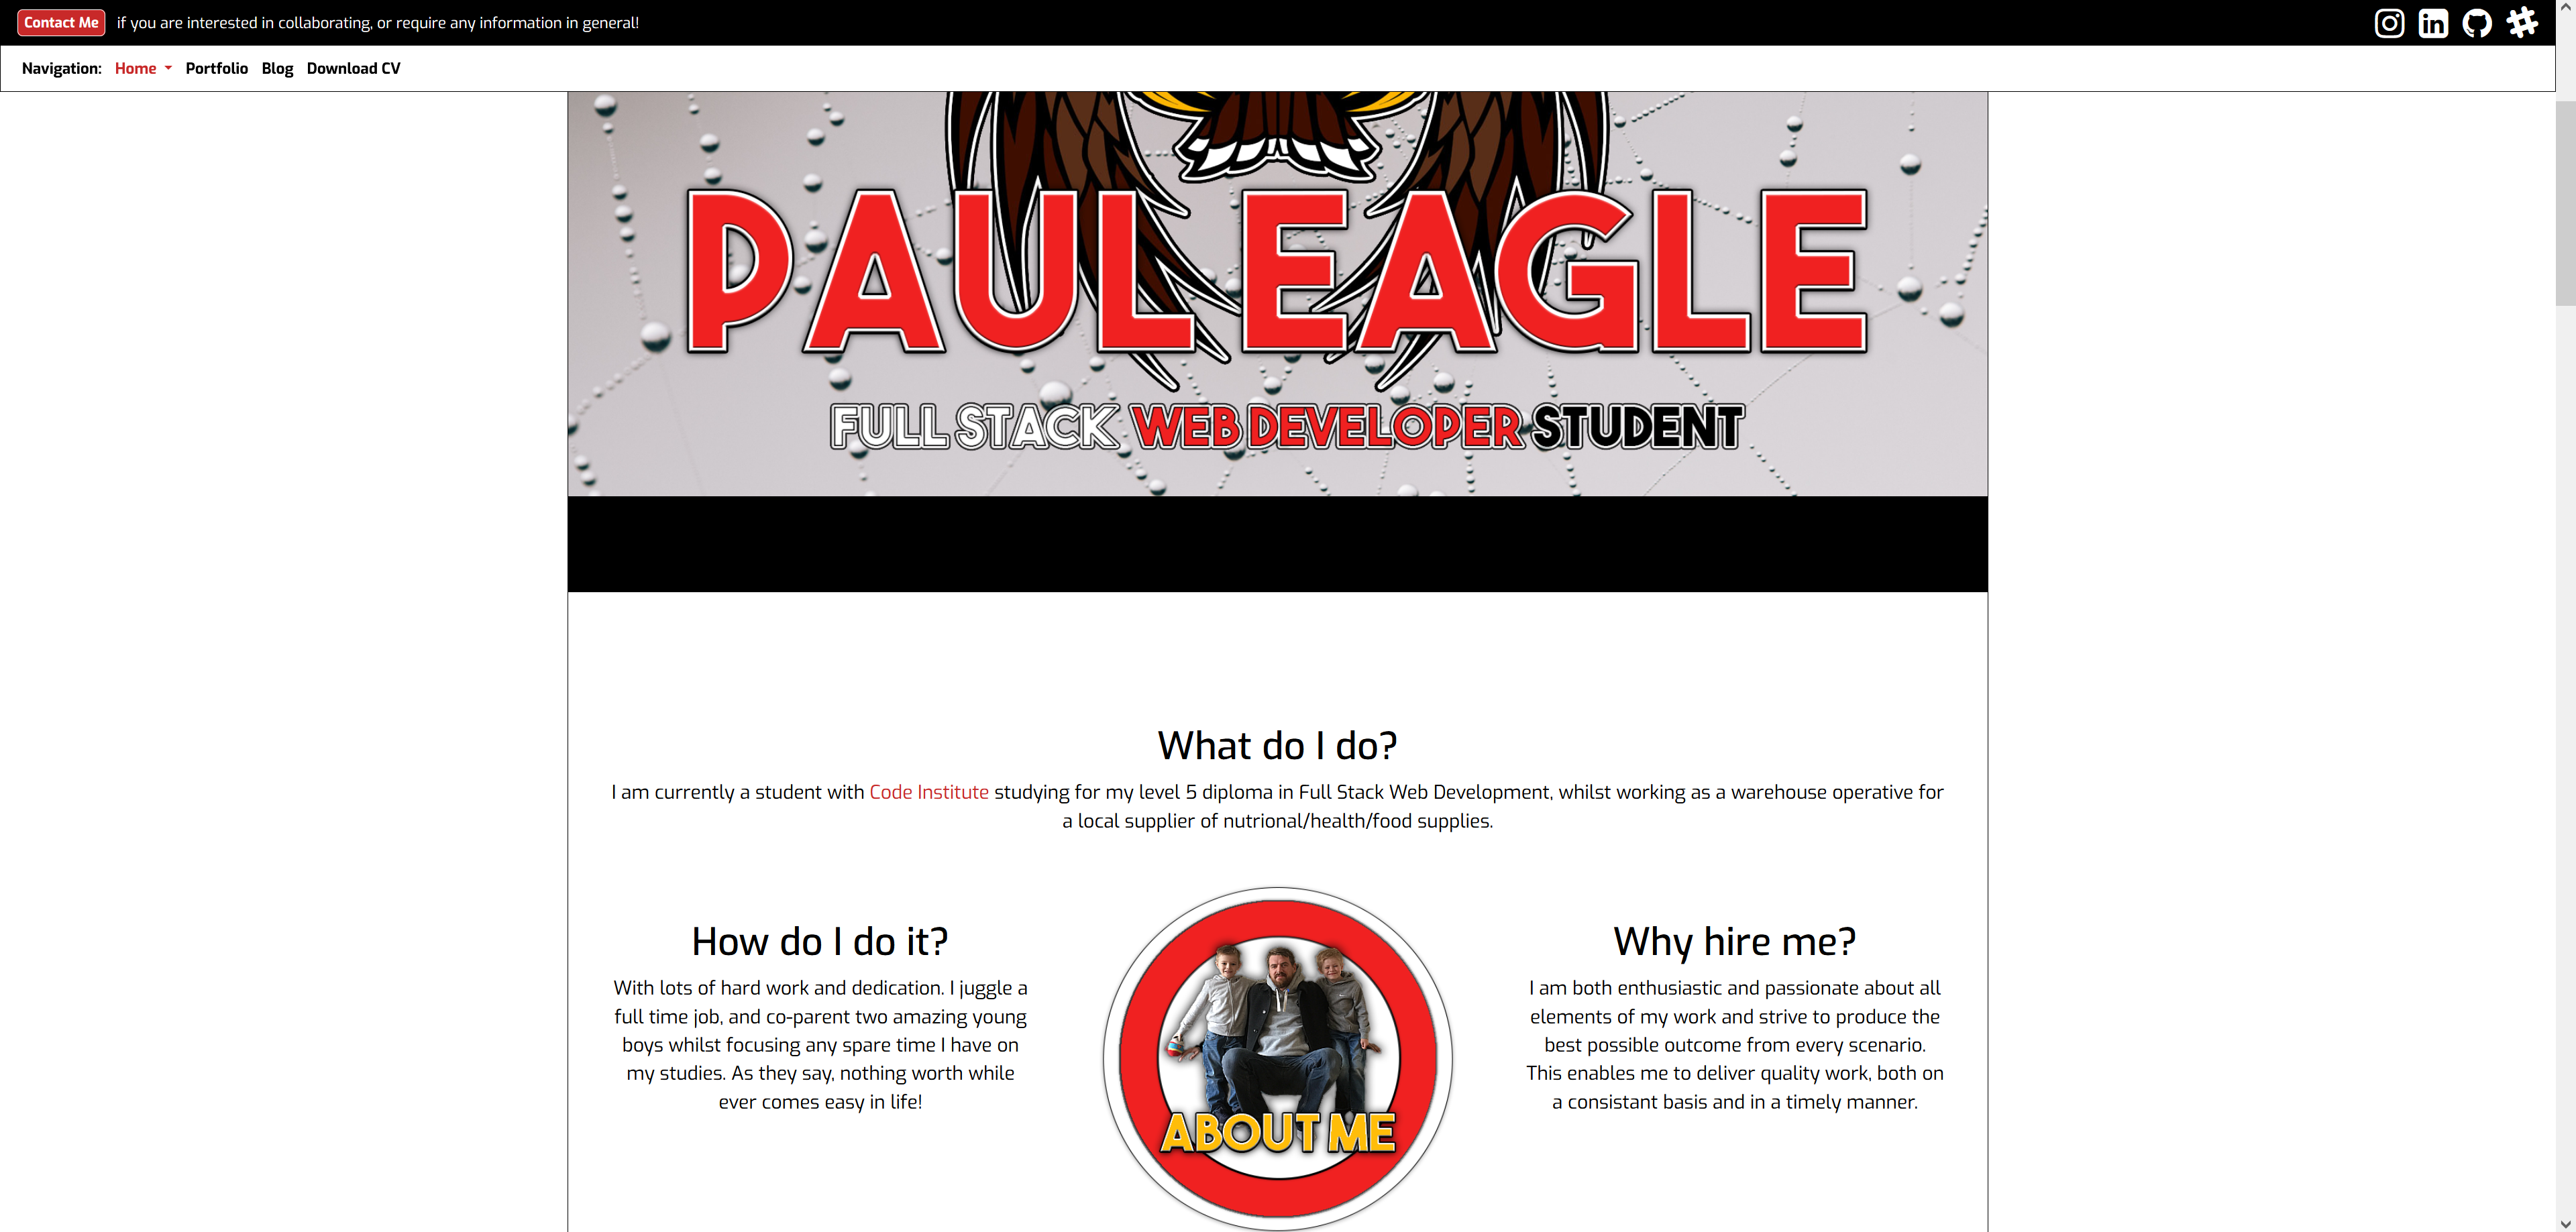 Contact Me if you are interested in collaborating, or require any information in general!
Navigation: Home Portfolio Blog Download CV
PAUL EAGLE
FULL STACK WEB DEVELOPER STUDENT
What do I do?
I am currently a student with Code Institute studying for my level 5 diploma in Full Stack Web Development, whilst working as a warehouse operative for
a local supplier of nutrional/health/food supplies.
How do I do it?
With lots of hard work and dedication. I juggle a
full time job, and co-parent two amazing young
boys whilst focusing any spare time I have on
my studies. As they say, nothing worth while
ever comes easy in life!
ABOUT ME
Why hire me?
I am both enthusiastic and passionate about all
elements of my work and strive to produce the
best possible outcome from every scenario.
This enables me to deliver quality work, both on
a consistant basis and in a timely manner.